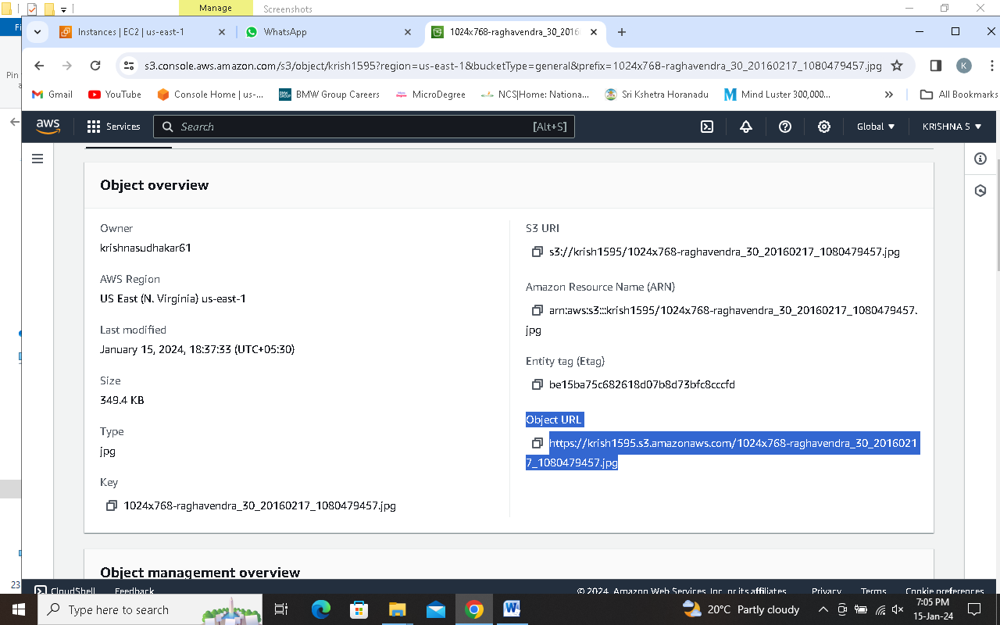 Manage
Screenshots
Fi
Instances | EC2 | us-east-1
WhatsApp
1024x768-raghavendra_30_2016
s3.console.aws.amazon.com/s3/object/krish1595?region=us-east-1&bucketType=general&prefix=1024x768-raghavendra_30_20160217_1080479457.jpg
K
Pin
a
Gmail
YouTube
Console Home | us-...
BMW Group Careers
MicroDegree
NCS|Home: Nationa...
Sri Kshetra Horanadu
Mind Luster 300,000...
»
All Bookmarks
aws
Services
Search
[Alt+S]
Global
KRISHNA S
Object overview
Owner
krishnasudhakar61
AWS Region
US East (N. Virginia) us-east-1
Last modified
January 15, 2024, 18:37:33 (UTC+05:30)
Size
349.4 KB
Type
jpg
Key
1024x768-raghavendra_30_20160217_1080479457.jpg
S3 URI
s3://krish1595/1024x768-raghavendra_30_20160217_1080479457.jpg
Amazon Resource Name (ARN)
arn:aws:s3:::krish1595/1024x768-raghavendra_30_20160217_1080479457.
jpg
Entity tag (Etag)
be15ba75c682618d07b8d73bfc8cccfd
Object URL
https://krish1595.s3.amazonaws.com/1024x768-raghavendra_30_2016021
7_1080479457.jpg
Object management overview
23
CloudShell
Feedback
© 2024, Amazon Web Services, Inc. or its affiliates.
Privacy
Terms
Cookie preferences
Type here to search
20°C Partly cloudy
7:05 PM
15-Jan-24